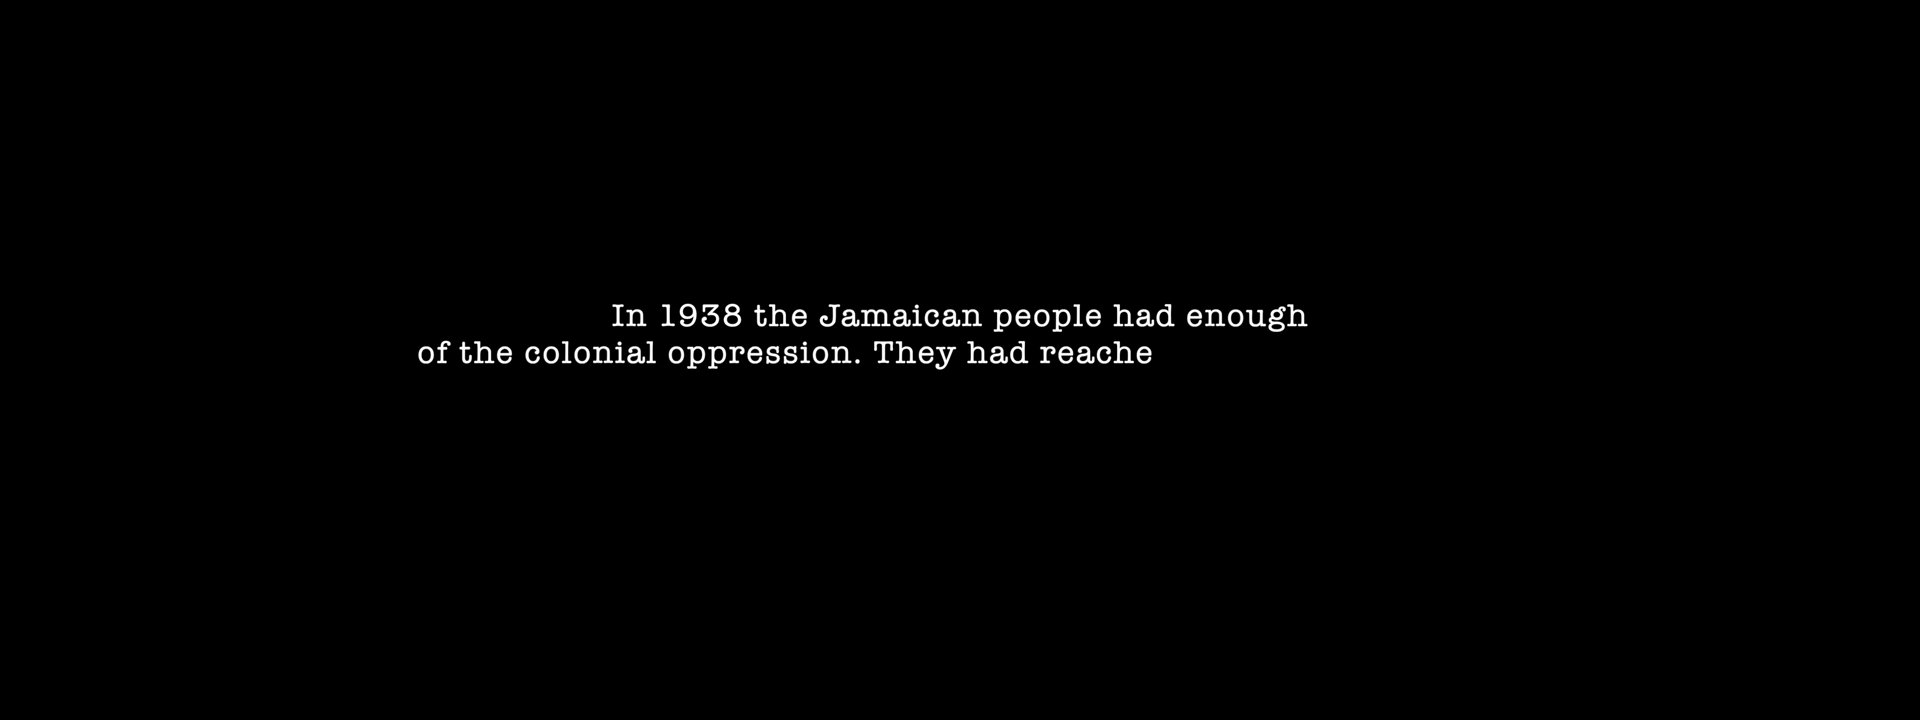 In 1938 the Jamaican people had enough
of the colonial oppression. They had reache